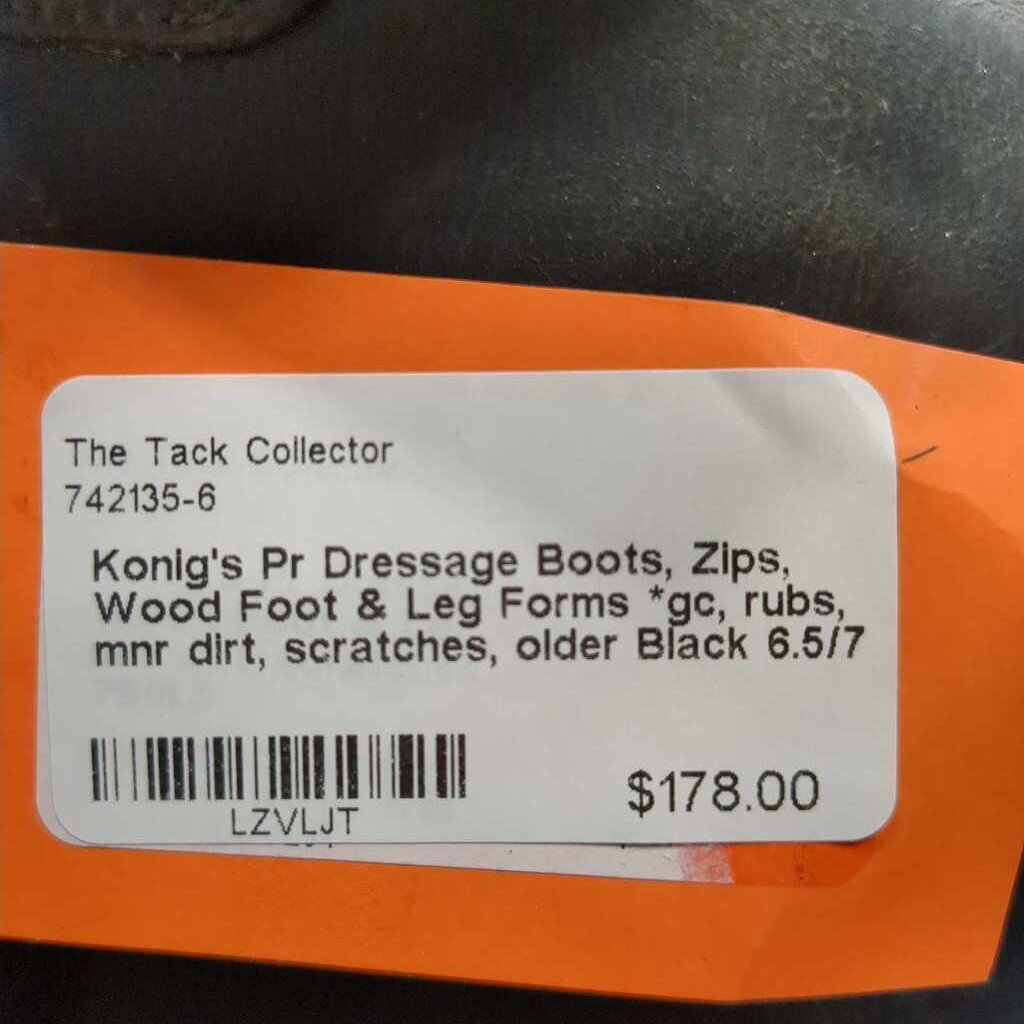 The Tack Collector
742135-6
Konig's Pr Dressage Boots, Zips,
Wood Foot & Leg Forms *gc, rubs,
mnr dirt, scratches, older Black 6.5/7
LZVLJT
$178.00